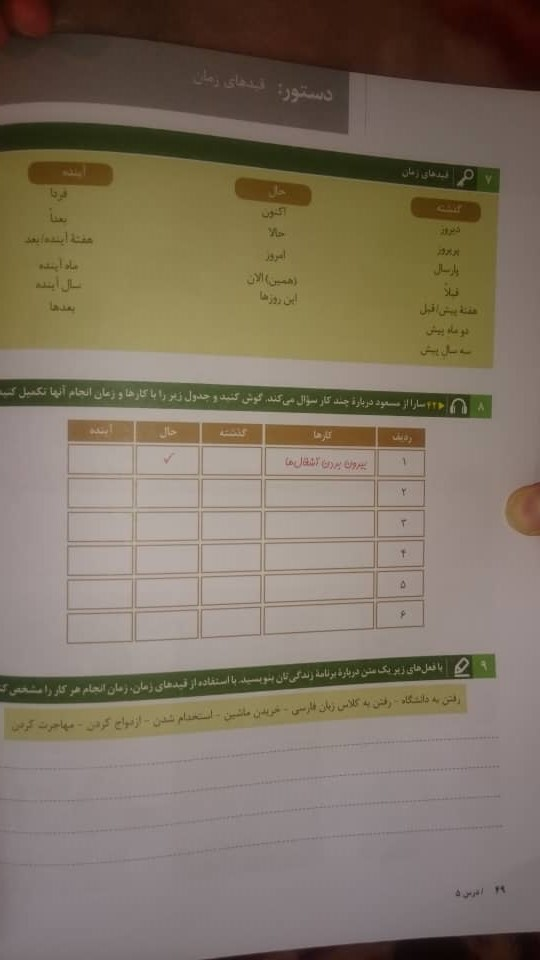 دستور: قیدهای زمان
۷ قیدهای زمان
گذشته
دیروز
پریروز
پارسال
قبلاً
هفتهٔ پیش/قبل
دو ماه پیش
سه سال پیش
حال
اکنون
حالا
امروز
(همین) الان
این روزها
آینده
فردا
بعداً
هفتهٔ آینده/بعد
ماه آینده
سال آینده
بعدها
۸ ۴۲ سارا از مسعود دربارهٔ چند کار سؤال می‌کند. گوش کنید و جدول زیر را با کارها و زمان انجام آنها تکمیل کنید
ردیف کارها گذشته حال آینده
۱ بیرون بردن آشغال‌ها ✓
۲
۳
۴
۵
۶
۹ با فعل‌های زیر یک متن دربارهٔ برنامهٔ زندگی‌تان بنویسید. با استفاده از قیدهای زمان، زمان انجام هر کار را مشخص
رفتن به دانشگاه - رفتن به کلاس زبان فارسی - خریدن ماشین - استخدام شدن - ازدواج کردن - مهاجرت کردن
۴۹ / درس ۵